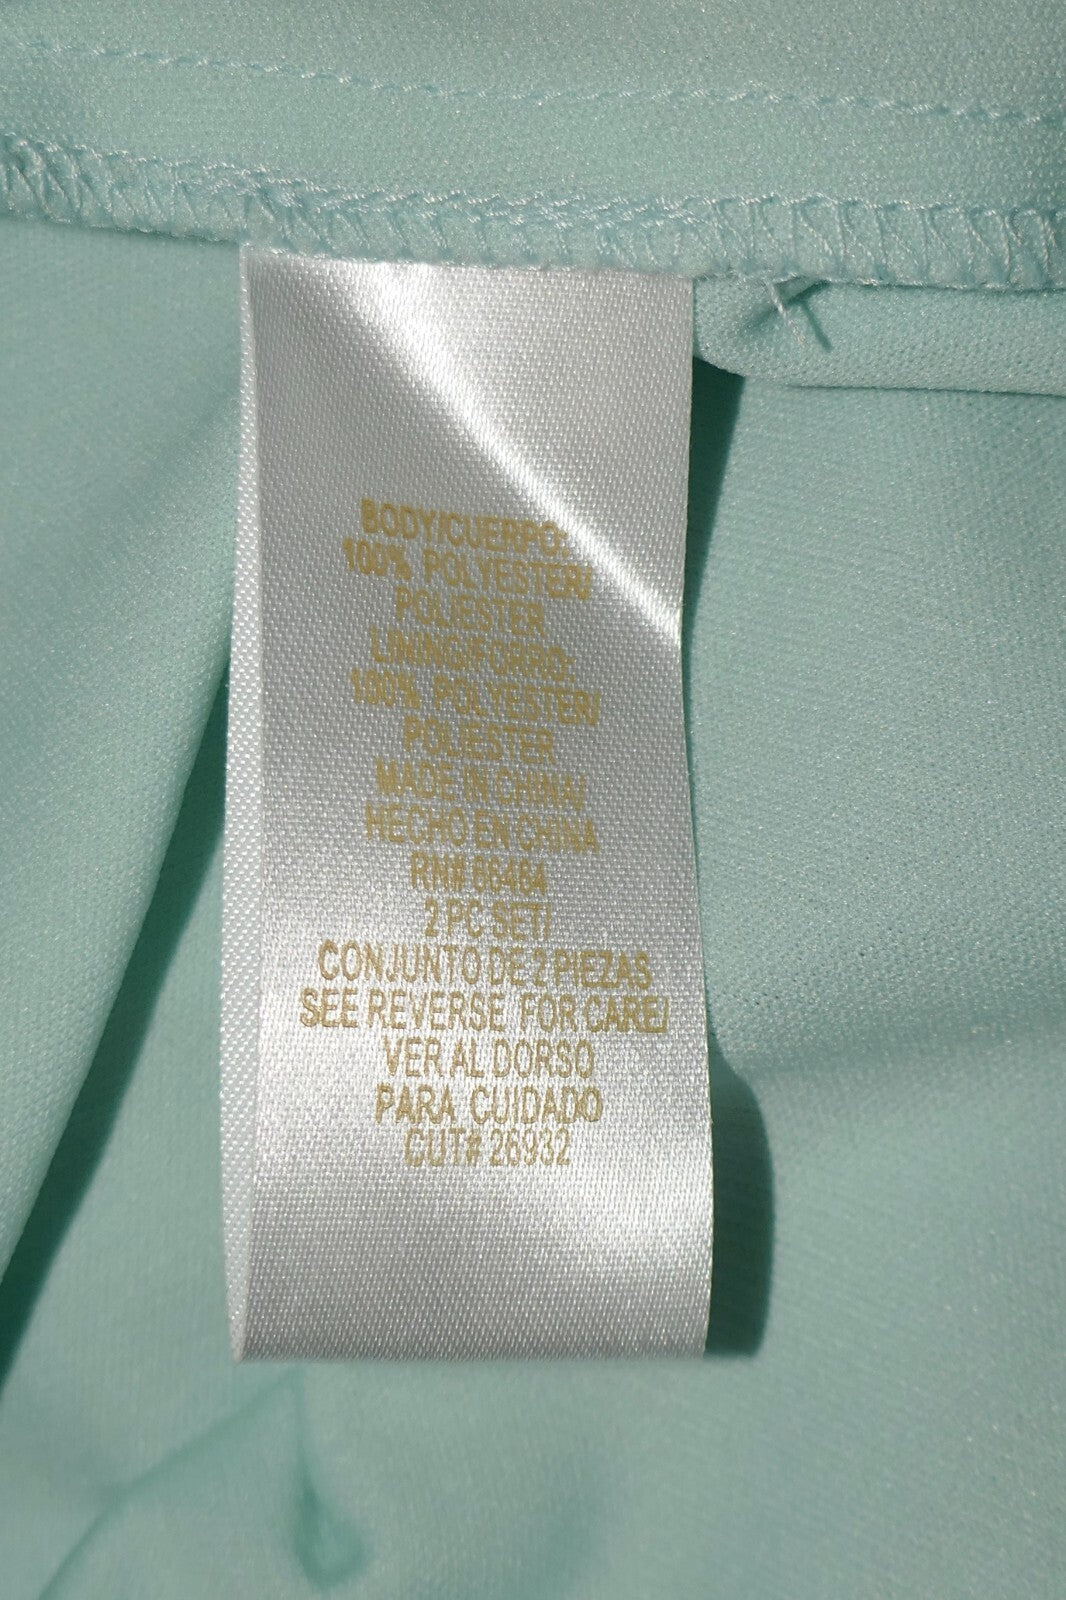 BODY/CUERPO:
100% POLYESTER/
POLIESTER
LINING/FORRO:
100% POLYESTER/
POLIESTER
MADE IN CHINA/
HECHO EN CHINA
RN# 66484
2 PC SET/
CONJUNTO DE 2 PIEZAS
SEE REVERSE FOR CARE/
VER AL DORSO
PARA CUIDADO
CUT# 26932